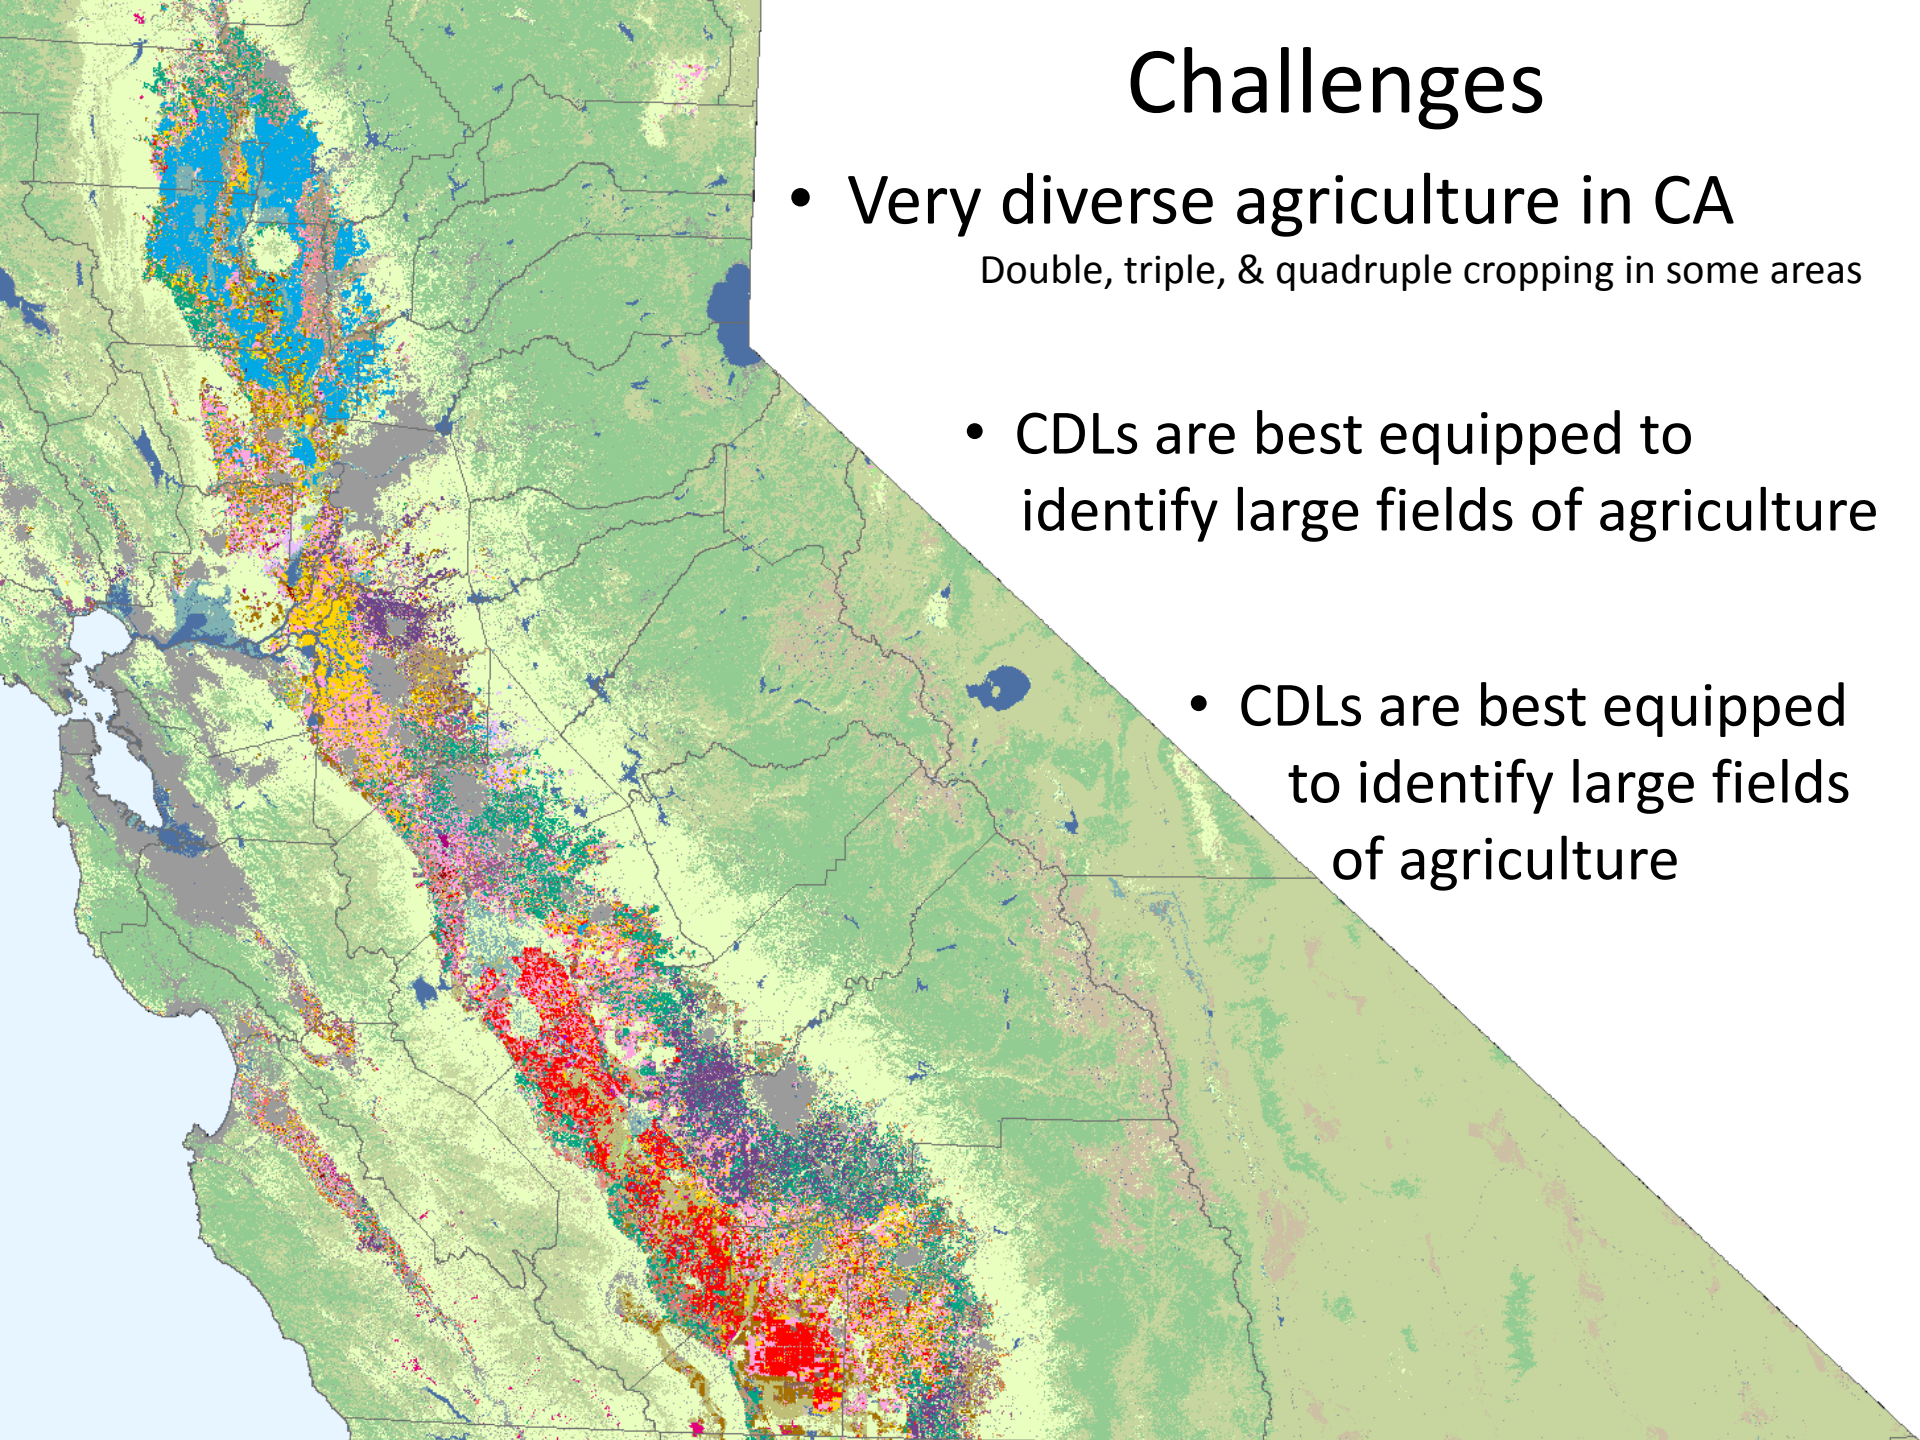 Challenges
• Very diverse agriculture in CA
Double, triple, & quadruple cropping in some areas
• CDLs are best equipped to
identify large fields of agriculture
• CDLs are best equipped
to identify large fields
of agriculture